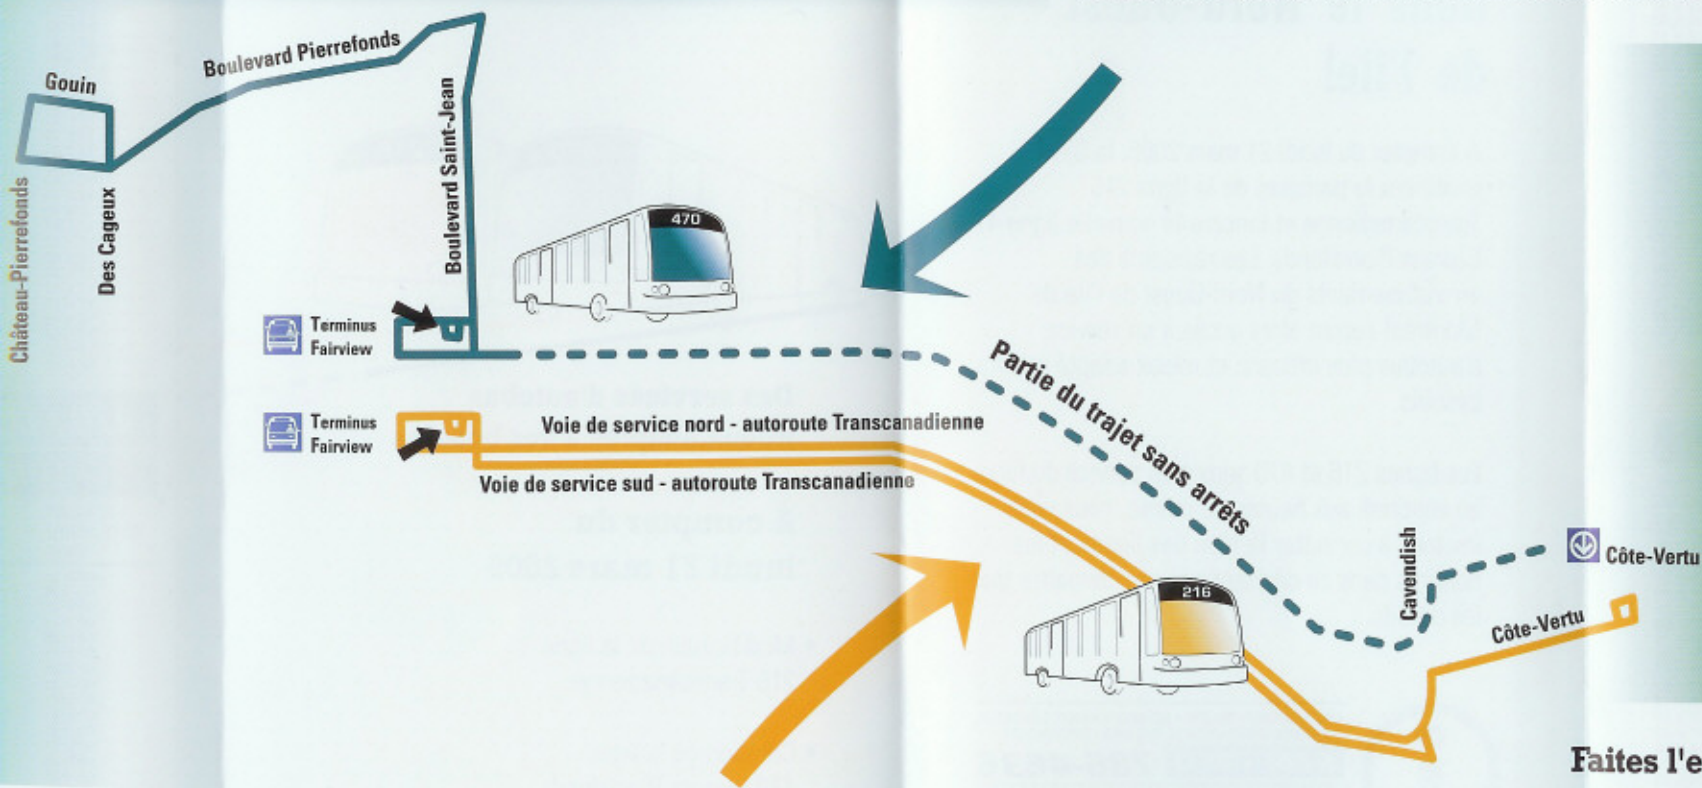 Gouin
Boulevard Pierrefonds
Château-Pierrefonds
Des Cageux
Boulevard Saint-Jean
470
Terminus
Fairview
Terminus
Fairview
Voie de service nord - autoroute Transcanadienne
Voie de service sud - autoroute Transcanadienne
Partie du trajet sans arrêts
216
Cavendish
Côte-Vertu
Côte-Vertu
Faites l'e